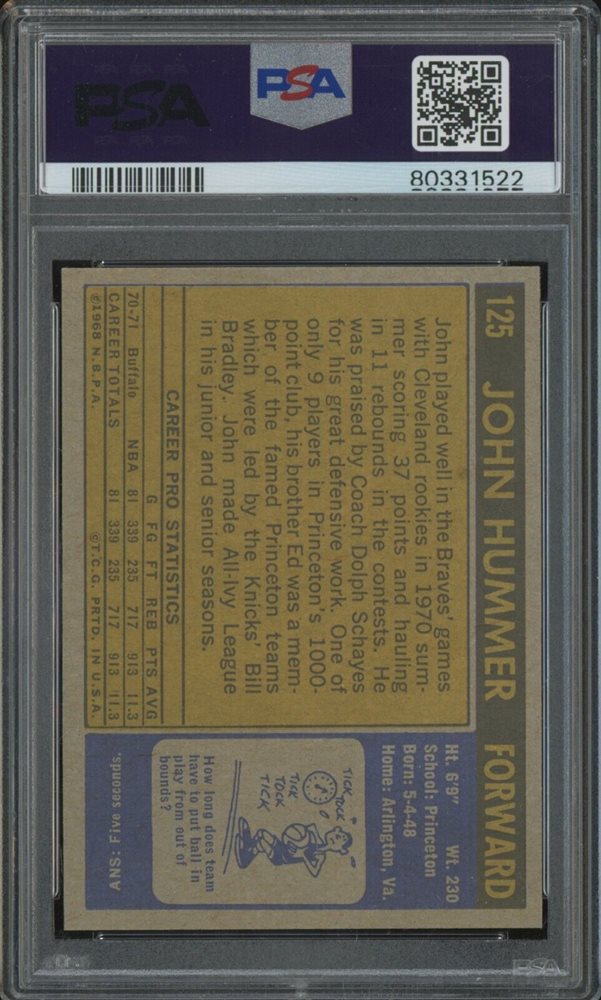 PSA
PSA
80331522
125 JOHN HUMMER FORWARD
John played well in the Braves' games
with Cleveland rookies in 1970 sum-
mer scoring 37 points and hauling
in 11 rebounds in the contests. He
was praised by Coach Dolph Schayes
for his great defensive work. One of
only 9 players in Princeton's 1000-
point club, his brother Ed was a mem-
ber of the famed Princeton teams
which were led by the Knicks' Bill
Bradley. John made All-Ivy League
in his junior and senior seasons.
CAREER PRO STATISTICS
G FG FT REB PTS AVG
70-71 Buffalo NBA 81 339 235 717 913 11.3
CAREER TOTALS 81 339 235 717 913 11.3
©1968 N.B.P.A. ©T.C.G. PRTD. IN U.S.A.
Ht. 6'9" Wt. 230
School: Princeton
Born: 5-4-48
Home: Arlington, Va.
TICK
TOCK
TICK
TOCK
TICK
How long does team
have to put ball in
play from out of
bounds?
ANS: Five seconds.
PSA